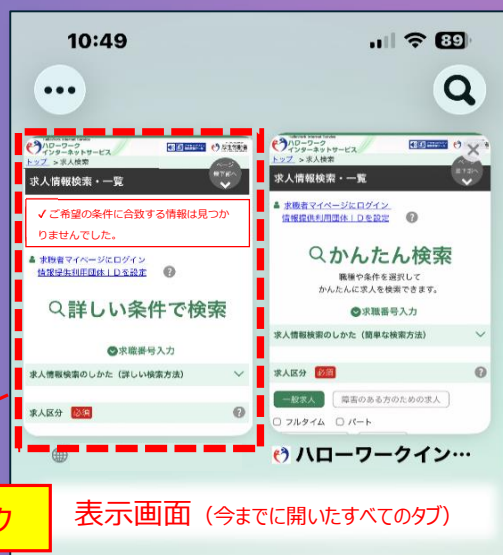 10:49
89
ハローワーク
インターネットサービス
トップ > 求人検索
求人情報検索・一覧
ページ
✓ご希望の条件に合致する情報は見つか
りませんでした。
求職者マイページにログイン
情報提供利用団体IDを設定
詳しい条件で検索
求職番号入力
求人情報検索のしかた（詳しい検索方法）
求人区分 必須
ハローワーク
インターネットサービス
トップ > 求人検索
求人情報検索・一覧
求職者マイページにログイン
情報提供利用団体IDを設定
かんたん検索
職種や条件を選択して
かんたんに求人を検索できます。
求職番号入力
求人情報検索のしかた（簡単な検索方法）
求人区分 必須
一般求人 障害のある方のための求人
フルタイム パート
ハローワークイン…
表示画面（今までに開いたすべてのタブ）